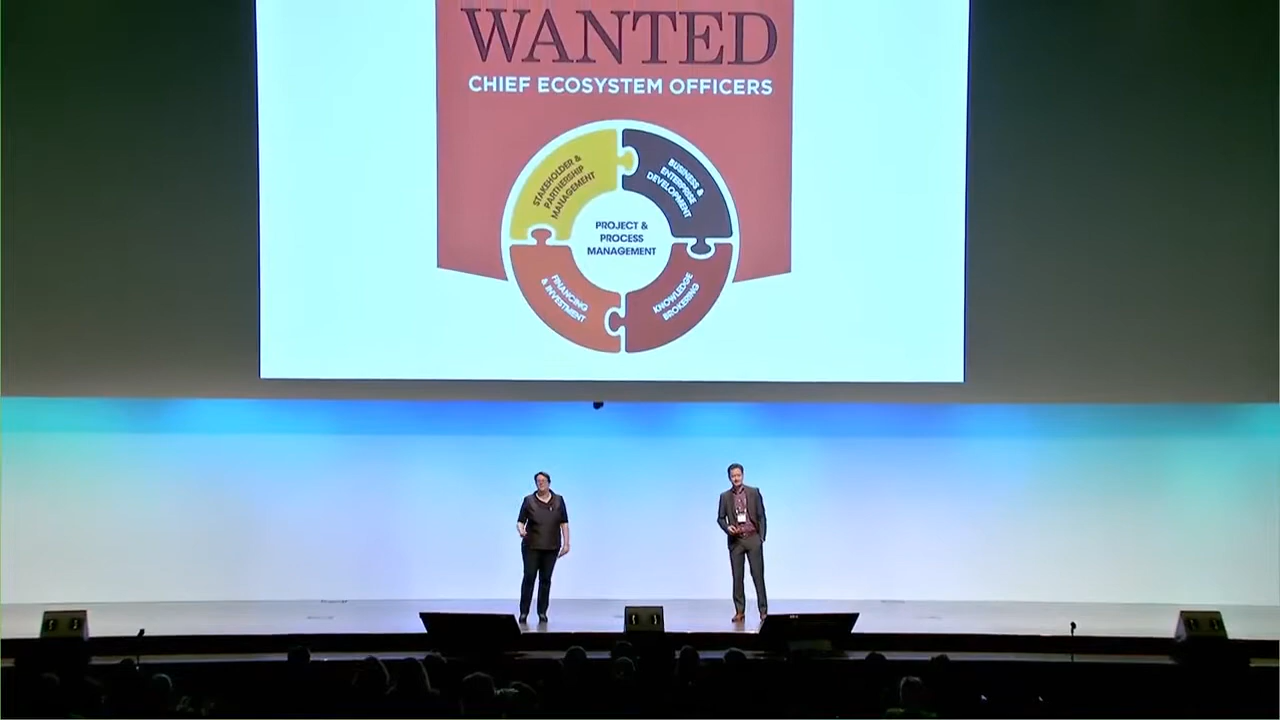 WANTED
CHIEF ECOSYSTEM OFFICERS
STAKEHOLDER &
PARTNERSHIP
MANAGEMENT
BUSINESS &
ENTERPRISE
DEVELOPMENT
PROJECT &
PROCESS
MANAGEMENT
FINANCING
& INVESTMENT
KNOWLEDGE
BROKERING